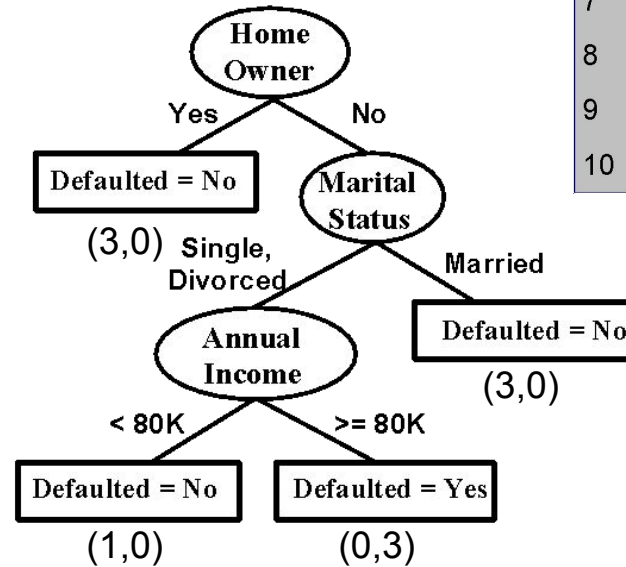 Home
Owner
7
8
9
10
Yes
No
Defaulted = No
(3,0)
Marital
Status
Single,
Divorced
Married
Annual
Income
Defaulted = No
(3,0)
< 80K
>= 80K
Defaulted = No
Defaulted = Yes
(1,0)
(0,3)